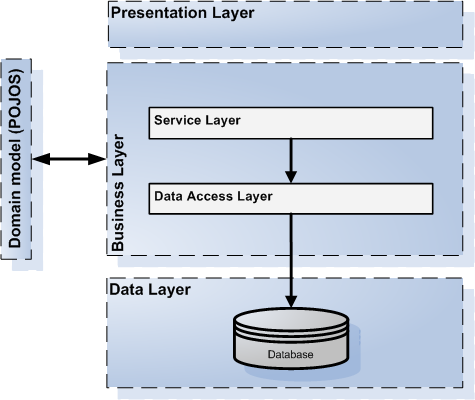 Presentation Layer
Domain model (POJOS)
Business Layer
Service Layer
Data Access Layer
Data Layer
Database